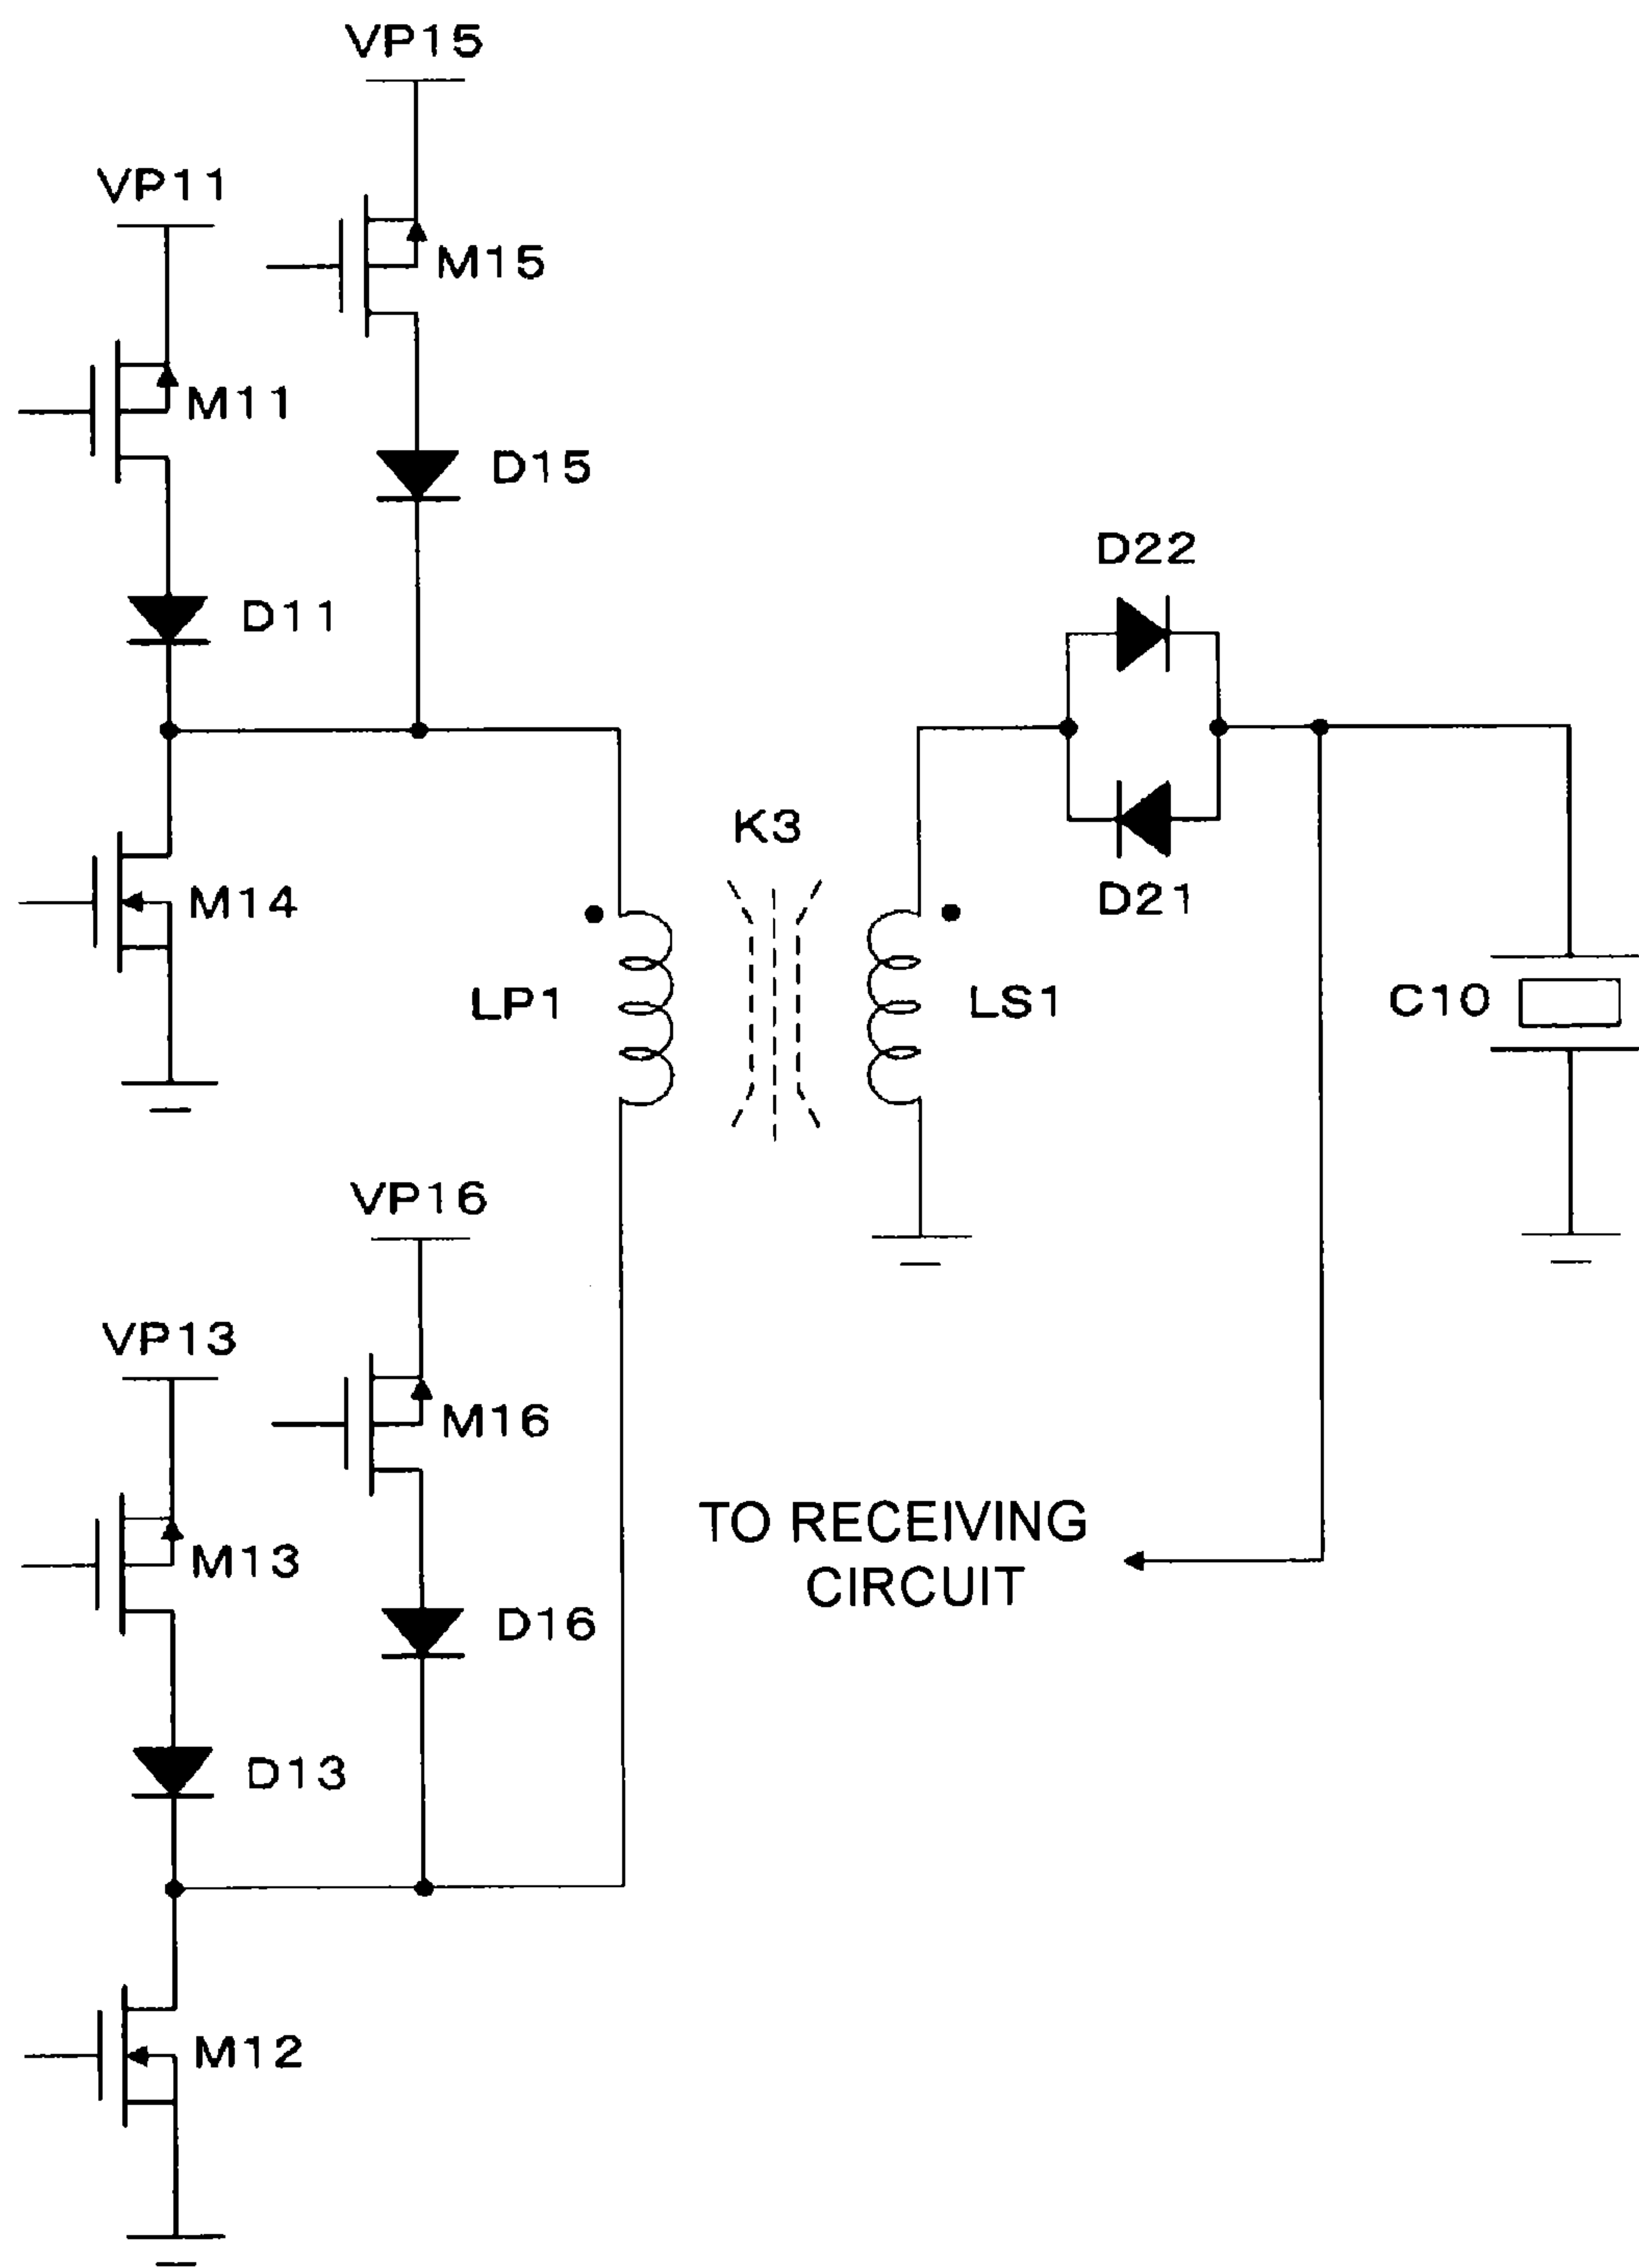 VP15
VP11
M15
M11
D15
D22
D11
K3
M14
D21
LP1
LS1
C10
VP16
VP13
M16
M13
TO RECEIVING
CIRCUIT
D16
D13
M12